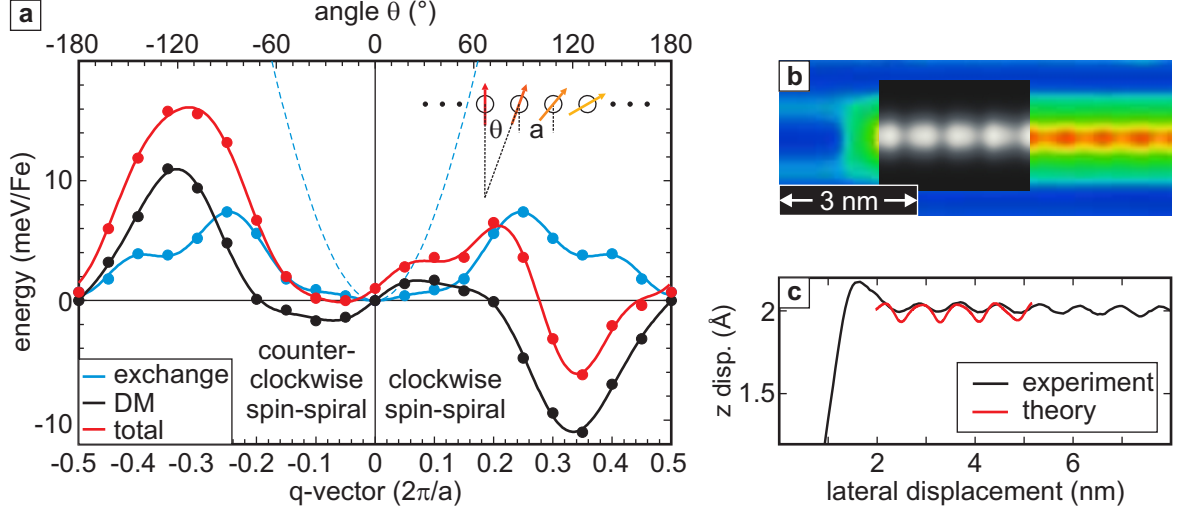 a
angle θ (°)
-180 -120 -60 0 60 120 180
energy (meV/Fe)
10
0
-10
θ
a
exchange
DM
total
counter-
clockwise
spin-spiral
clockwise
spin-spiral
-0.5 -0.4 -0.3 -0.2 -0.1 0 0.1 0.2 0.3 0.4 0.5
q-vector (2π/a)
b
3 nm
c
z disp. (Å)
2
1.5
experiment
theory
2 4 6
lateral displacement (nm)